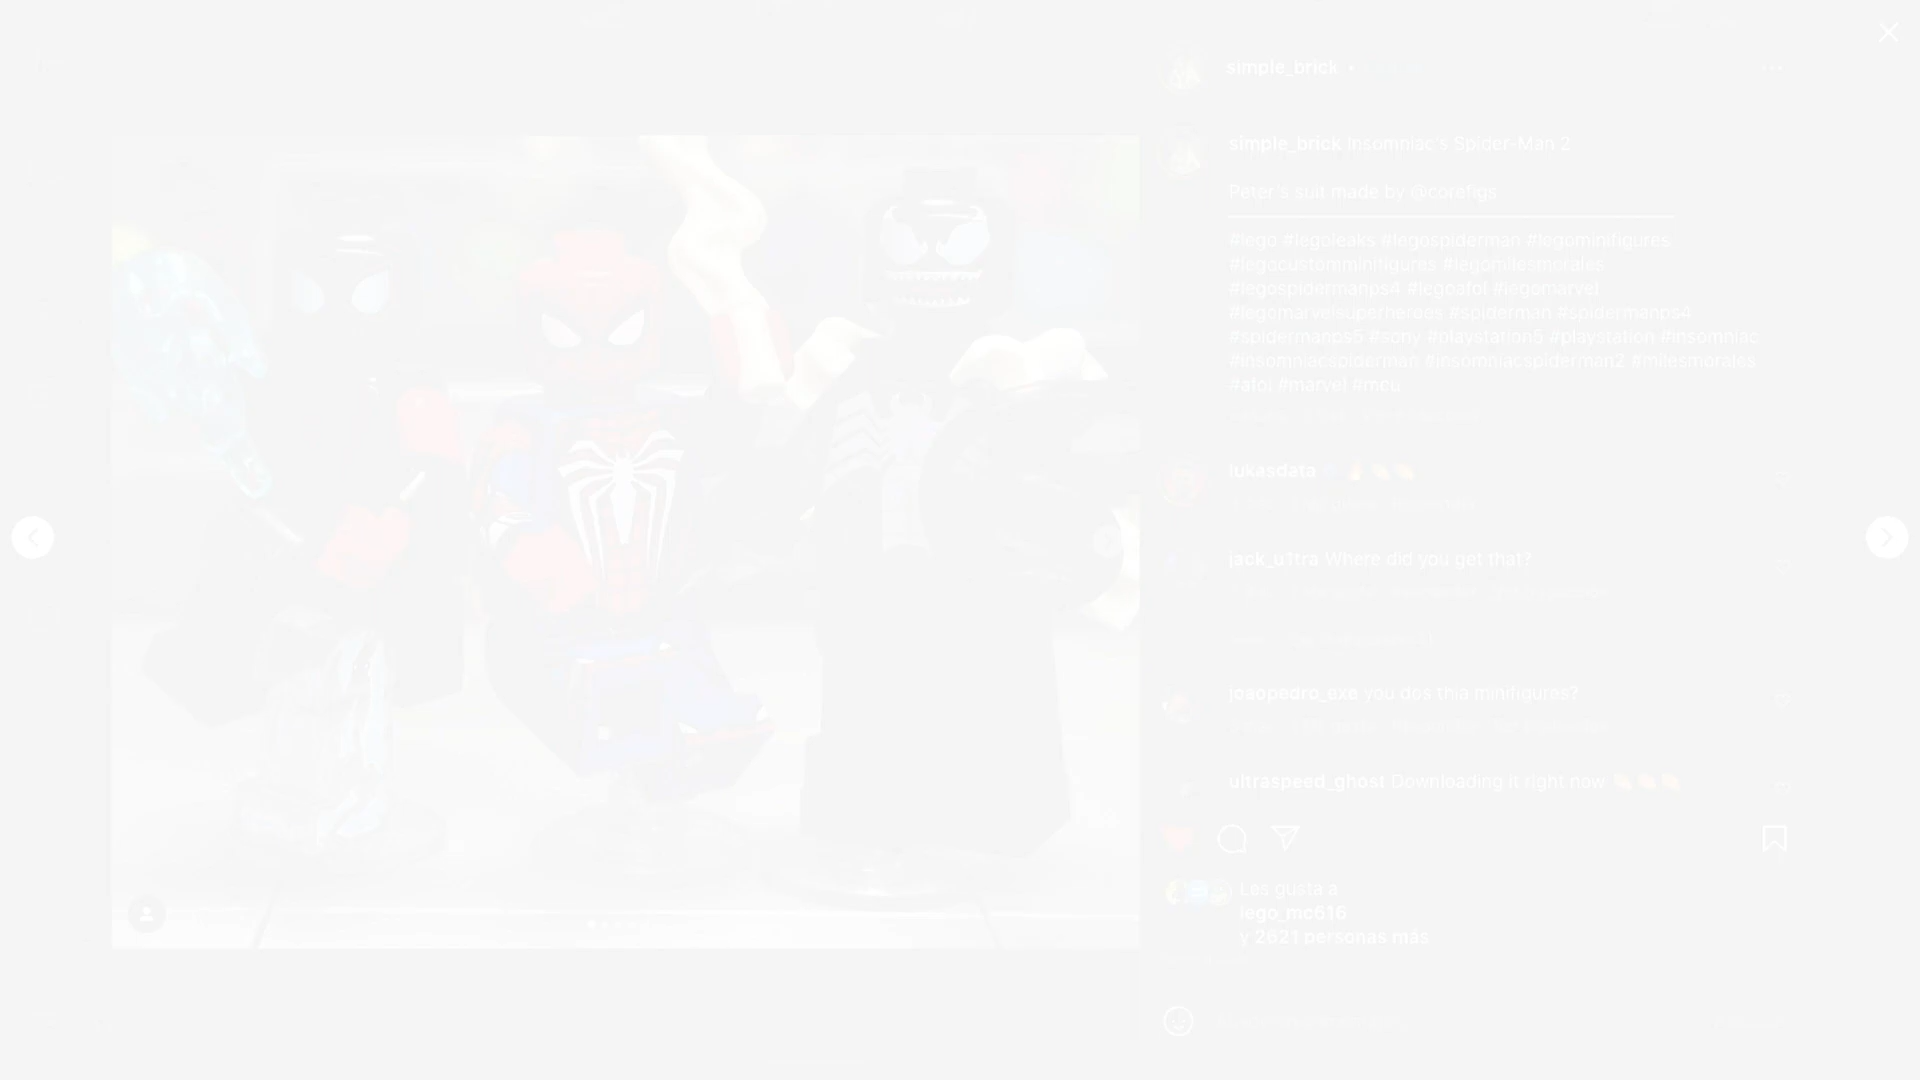 simple_brick •
simple_brick Insomniac's Spider-Man 2
Peter's suit made by @corefigs
#lego #legoleaks #legospiderman #legominifigures
#legocustomminifigures #legomilesmorales
#legospidermanps4 #legoafol #legomarvel
#legomarvelsuperheroes #spiderman #spidermanps4
#spidermanps5 #sony #playstation5 #playstation #insomniac
#insomniacspiderman #insomniacspiderman2 #milesmorales
#afol #marvel #mcu
lukasdata
jack_u1tra Where did you get that?
joaopedro_exe you dos thia minifigures?
ultraspeed_ghost Downloading it right naw
Les gusta a
lego_mc616
y 2621 personas más